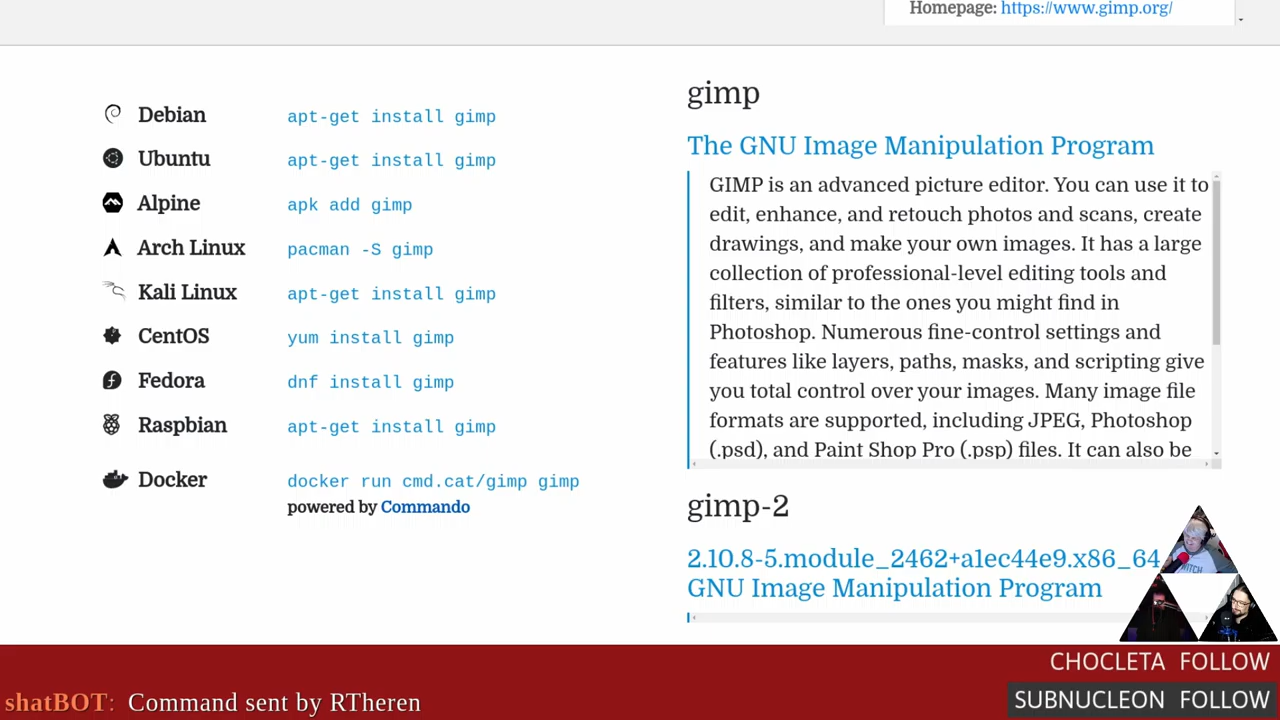 Homepage: https://www.gimp.org/
Debian apt-get install gimp
Ubuntu apt-get install gimp
Alpine apk add gimp
Arch Linux pacman -S gimp
Kali Linux apt-get install gimp
CentOS yum install gimp
Fedora dnf install gimp
Raspbian apt-get install gimp
Docker docker run cmd.cat/gimp gimp
powered by Commando
gimp
The GNU Image Manipulation Program
GIMP is an advanced picture editor. You can use it to
edit, enhance, and retouch photos and scans, create
drawings, and make your own images. It has a large
collection of professional-level editing tools and
filters, similar to the ones you might find in
Photoshop. Numerous fine-control settings and
features like layers, paths, masks, and scripting give
you total control over your images. Many image file
formats are supported, including JPEG, Photoshop
(.psd), and Paint Shop Pro (.psp) files. It can also be
gimp-2
2.10.8-5.module_2462+a1ec44e9.x86_64
GNU Image Manipulation Program
CHOCLETA FOLLOW
shatBOT: Command sent by RTheren
SUBNUCLEON FOLLOW